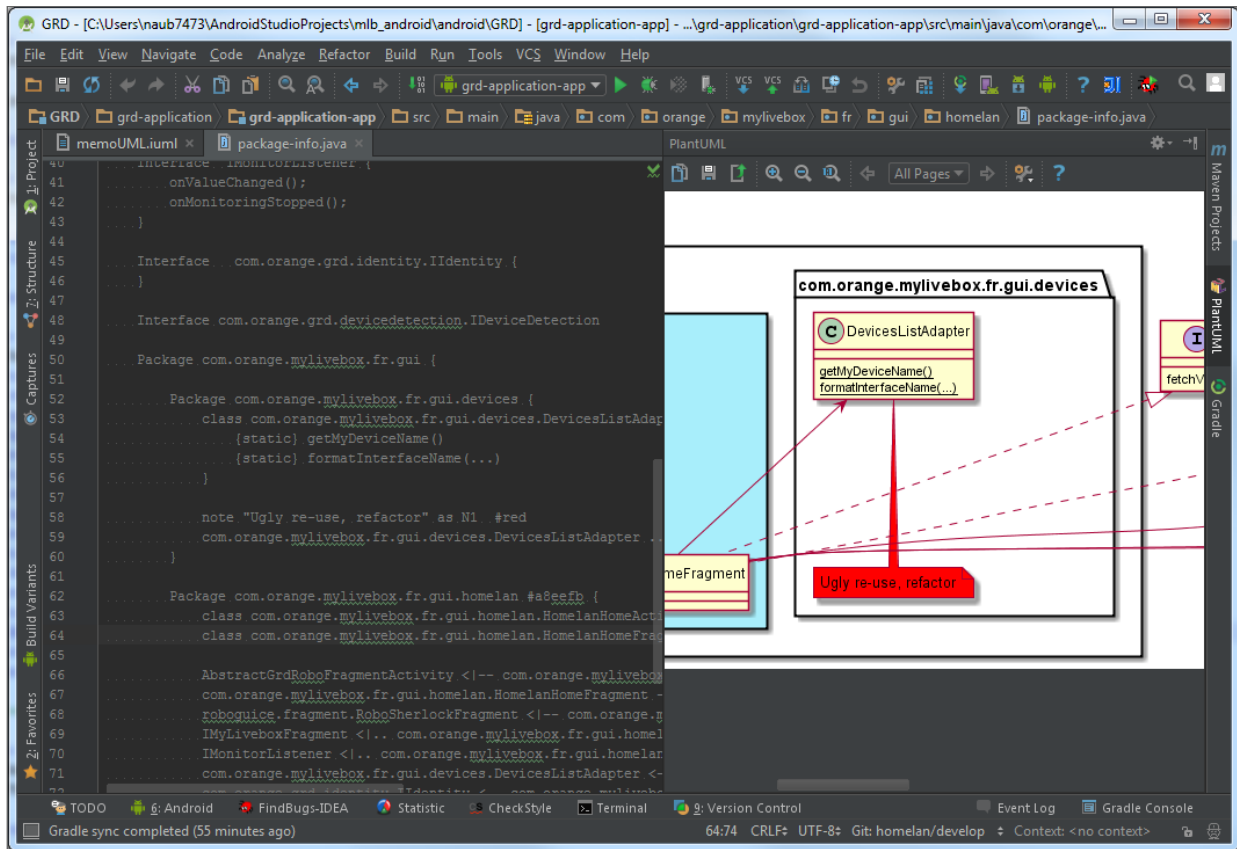 GRD - [C:\Users\naub7473\AndroidStudioProjects\mlb_android\android\GRD] - [grd-application-app] - ...\grd-application\grd-application-app\src\main\java\com\orange\...
File Edit View Navigate Code Analyze Refactor Build Run Tools VCS Window Help
grd-application-app
GRD grd-application grd-application-app src main java com orange mylivebox fr gui homelan package-info.java
memoUML.iuml package-info.java
PlantUML
All Pages
1: Project
7: Structure
Captures
Build Variants
2: Favorites
40 Interface IMonitorListener {
41 onValueChanged();
42 onMonitoringStopped();
43 }
44
45 Interface com.orange.grd.identity.IIdentity {
46 }
47
48 Interface com.orange.grd.devicedetection.IDeviceDetection
49
50 Package com.orange.mylivebox.fr.gui {
51
52 Package com.orange.mylivebox.fr.gui.devices {
53 class com.orange.mylivebox.fr.gui.devices.DevicesListAdap
54 {static} getMyDeviceName()
55 {static} formatInterfaceName(...)
56 }
57
58 note "Ugly re-use, refactor" as N1 #red
59 com.orange.mylivebox.fr.gui.devices.DevicesListAdapter ..
60 }
61
62 Package com.orange.mylivebox.fr.gui.homelan #a8eefb {
63 class com.orange.mylivebox.fr.gui.homelan.HomelanHomeActi
64 class com.orange.mylivebox.fr.gui.homelan.HomelanHomeFrag
65
66 AbstractGrdRoboFragmentActivity <|-- com.orange.mylivebox
67 com.orange.mylivebox.fr.gui.homelan.HomelanHomeFragment -
68 roboguice.fragment.RoboSherlockFragment <|-- com.orange.m
69 IMyLiveboxFragment <|.. com.orange.mylivebox.fr.gui.homel
70 IMonitorListener <|.. com.orange.mylivebox.fr.gui.homelan
71 com.orange.mylivebox.fr.gui.devices.DevicesListAdapter <-
com.orange.mylivebox.fr.gui.devices
C DevicesListAdapter
getMyDeviceName()
formatInterfaceName(...)
I
fetchV
meFragment
Ugly re-use, refactor
Maven Projects
PlantUML
Gradle
TODO 6: Android FindBugs-IDEA Statistic CheckStyle Terminal 9: Version Control Event Log Gradle Console
Gradle sync completed (55 minutes ago) 64:74 CRLF UTF-8 Git: homelan/develop Context: <no context>